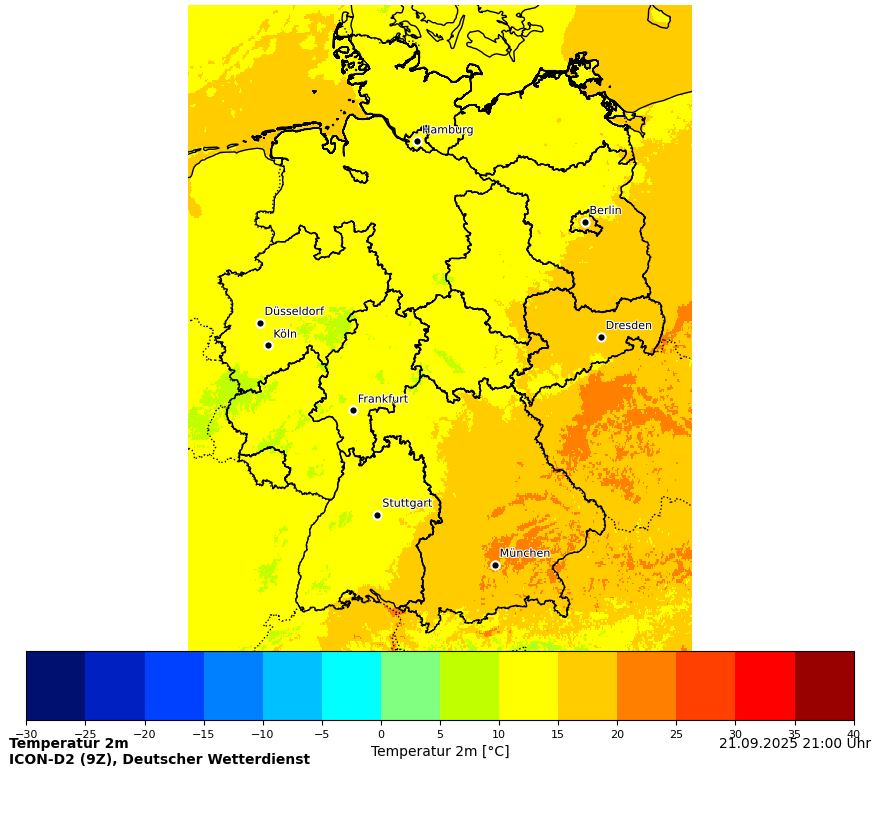 Hamburg
Berlin
Düsseldorf
Köln
Dresden
Frankfurt
Stuttgart
München
−30 −25 −20 −15 −10 −5 0 5 10 15 20 25 30 35 40
Temperatur 2m
21.09.2025 21:00 Uhr
Temperatur 2m [°C]
ICON-D2 (9Z), Deutscher Wetterdienst